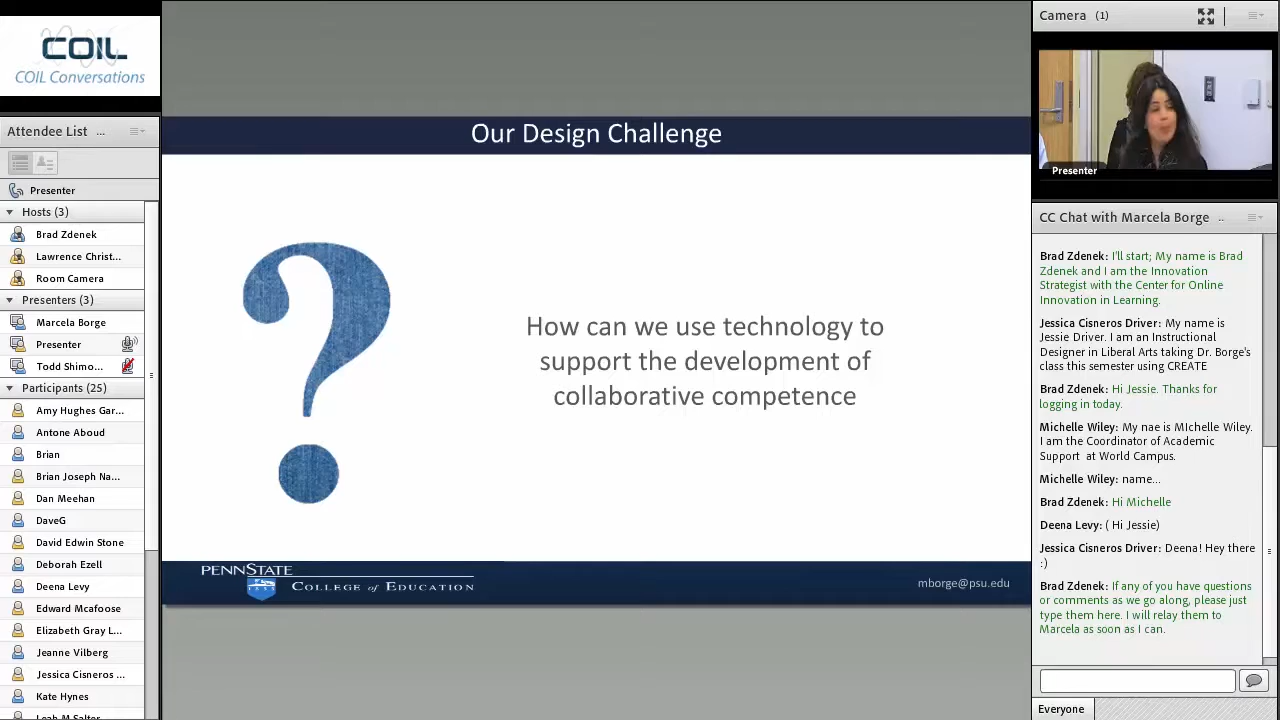 COIL
COIL Conversations
Attendee List ...
Presenter
Hosts (3)
Brad Zdenek
Lawrence Christ...
Room Camera
Presenters (3)
Marcela Borge
Presenter
Todd Shimo...
Participants (25)
Amy Hughes Gar...
Antone Aboud
Brian
Brian Joseph Na...
Dan Meehan
DaveG
David Edwin Stone
Deborah Ezell
Deena Levy
Edward Mcafoose
Elizabeth Gray L...
Jeanne Vilberg
Jessica Cisneros ...
Kate Hynes
Leah M Salter
Our Design Challenge
?
How can we use technology to
support the development of
collaborative competence
PENNSTATE
College of Education
mborge@psu.edu
Camera (1)
Presenter
CC Chat with Marcela Borge ..
Brad Zdenek: I'll start; My name is Brad
Zdenek and I am the Innovation
Strategist with the Center for Online
Innovation in Learning.
Jessica Cisneros Driver: My name is
Jessie Driver. I am an Instructional
Designer in Liberal Arts taking Dr. Borge's
class this semester using CREATE
Brad Zdenek: Hi Jessie. Thanks for
logging in today.
Michelle Wiley: My nae is MIchelle Wiley.
I am the Coordinator of Academic
Support at World Campus.
Michelle Wiley: name...
Brad Zdenek: Hi Michelle
Deena Levy: ( Hi Jessie)
Jessica Cisneros Driver: Deena! Hey there
:)
Brad Zdenek: If any of you have questions
or comments as we go along, please just
type them here. I will relay them to
Marcela as soon as I can.
Everyone